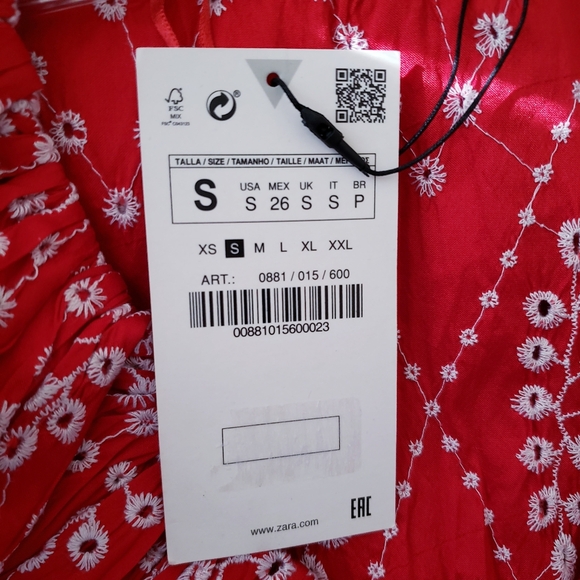 FSC
MIX
TALLA / SIZE / TAMANHO / TAILLE / MAAT /
S
USA MEX UK IT BR
S 26 S S P
XS S M L XL XXL
ART.: 0881 / 015 / 600
00881015600023
EAC
www.zara.com